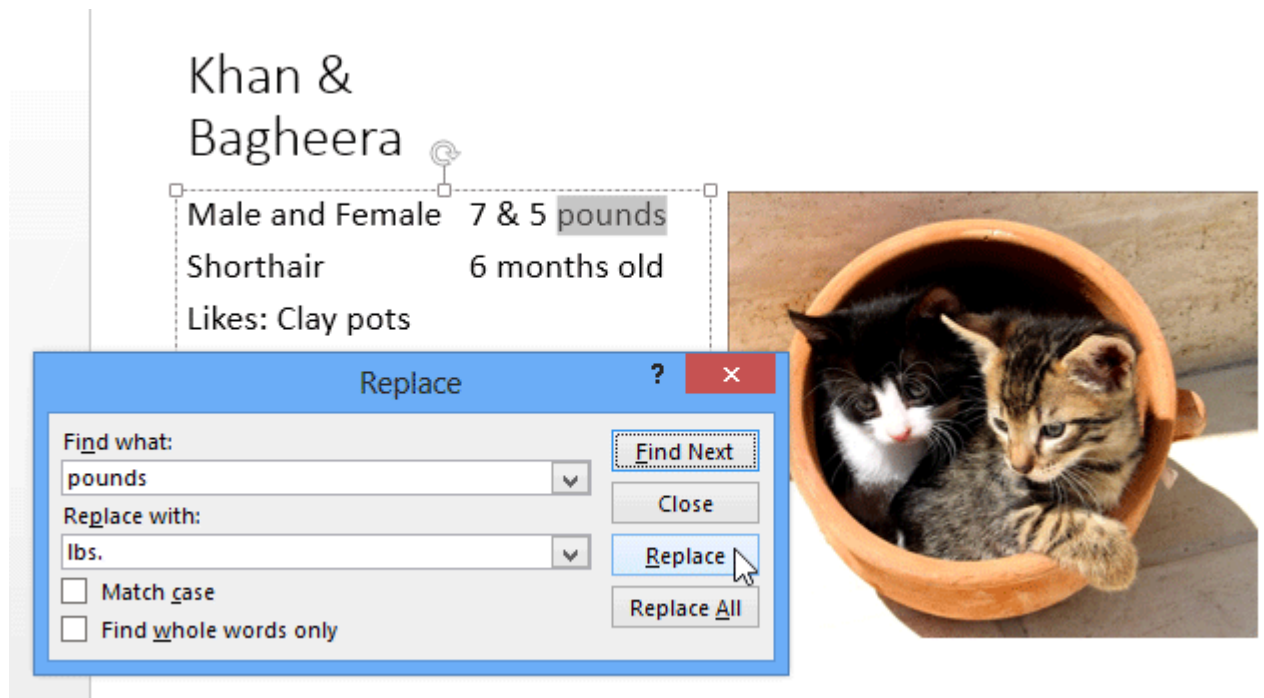 Khan &
Bagheera
Male and Female 7 & 5 pounds
Shorthair 6 months old
Likes: Clay pots
Replace ? ×
Find what:
pounds
Find Next
Close
Replace with:
lbs.
Replace
Match case
Replace All
Find whole words only